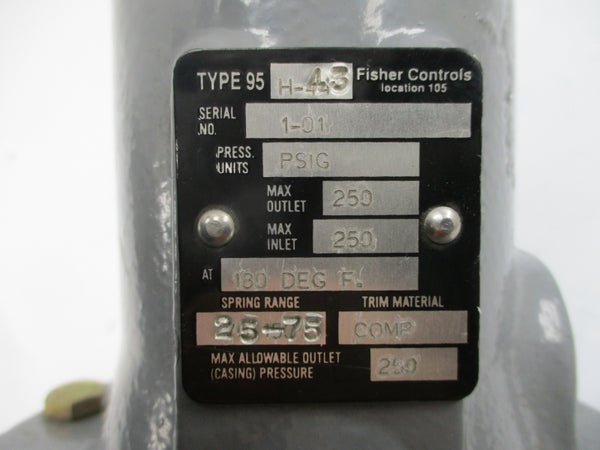 TYPE 95 H-43 Fisher Controls
location 105
SERIAL NO. 1-01
PRESS. UNITS PSIG
MAX OUTLET 250
MAX INLET 250
AT 180 DEG F.
SPRING RANGE TRIM MATERIAL
25-75 COMP
MAX ALLOWABLE OUTLET
(CASING) PRESSURE 250